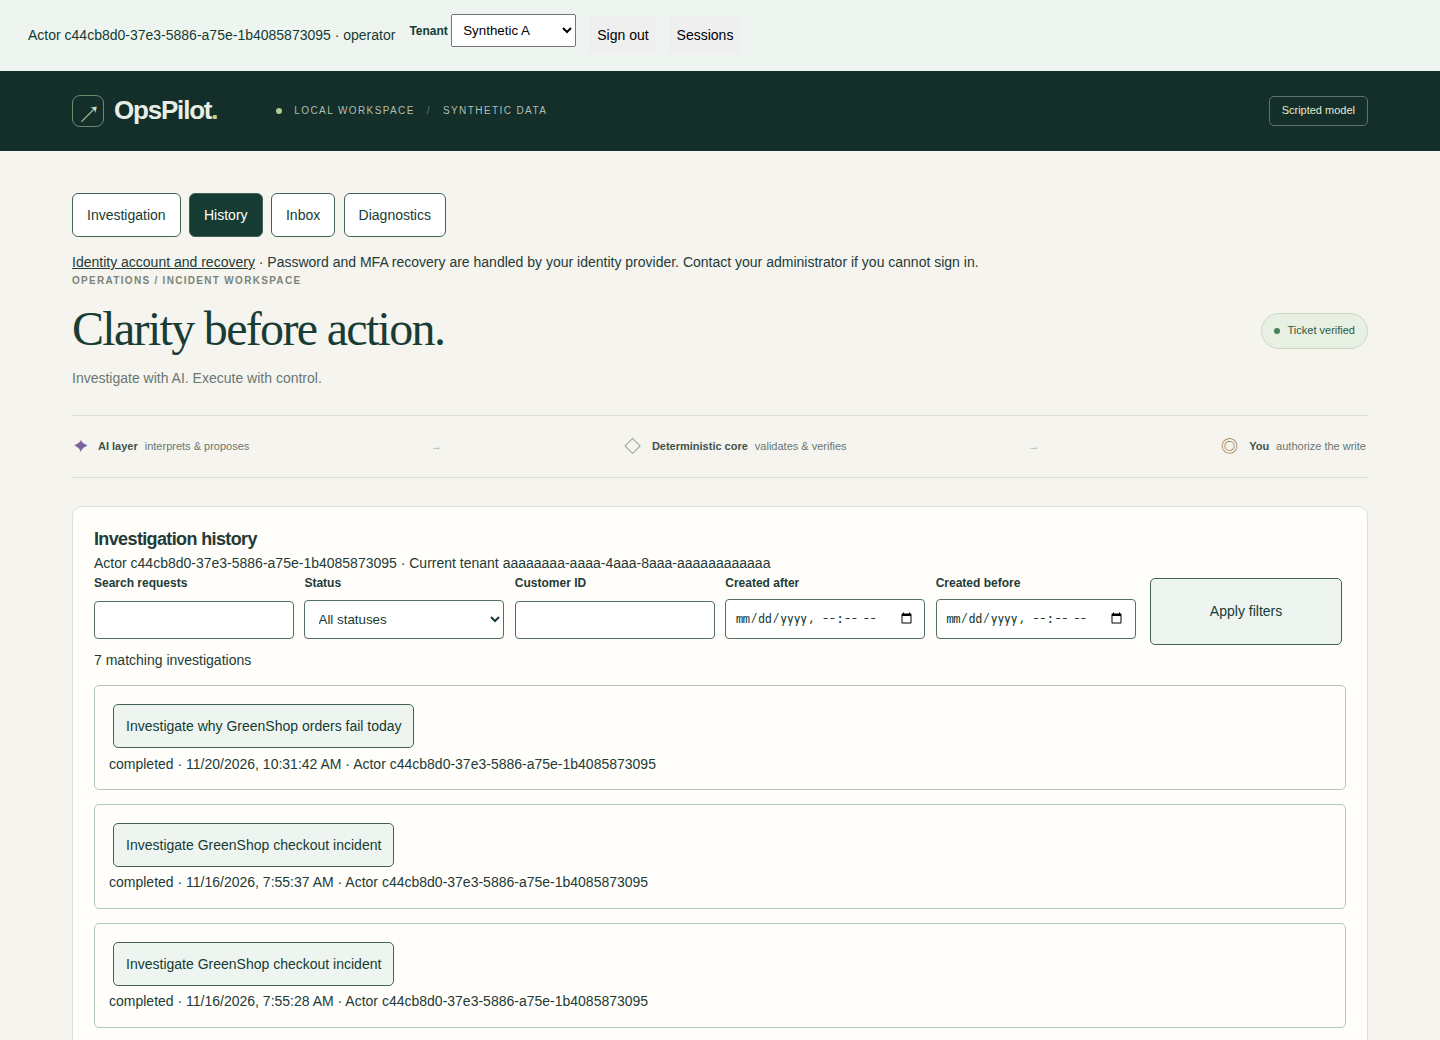 Actor c44cb8d0-37e3-5886-a75e-1b4085873095 · operator Tenant Synthetic A Sign out Sessions
OpsPilot. LOCAL WORKSPACE / SYNTHETIC DATA Scripted model
Investigation History Inbox Diagnostics
Identity account and recovery · Password and MFA recovery are handled by your identity provider. Contact your administrator if you cannot sign in.
OPERATIONS / INCIDENT WORKSPACE
Clarity before action.
Ticket verified
Investigate with AI. Execute with control.
AI layer interprets & proposes → Deterministic core validates & verifies → You authorize the write
Investigation history
Actor c44cb8d0-37e3-5886-a75e-1b4085873095 · Current tenant aaaaaaaa-aaaa-4aaa-8aaa-aaaaaaaaaaaa
Search requests Status Customer ID Created after Created before
All statuses mm/dd/yyyy, --:-- -- mm/dd/yyyy, --:-- -- Apply filters
7 matching investigations
Investigate why GreenShop orders fail today
completed · 11/20/2026, 10:31:42 AM · Actor c44cb8d0-37e3-5886-a75e-1b4085873095
Investigate GreenShop checkout incident
completed · 11/16/2026, 7:55:37 AM · Actor c44cb8d0-37e3-5886-a75e-1b4085873095
Investigate GreenShop checkout incident
completed · 11/16/2026, 7:55:28 AM · Actor c44cb8d0-37e3-5886-a75e-1b4085873095